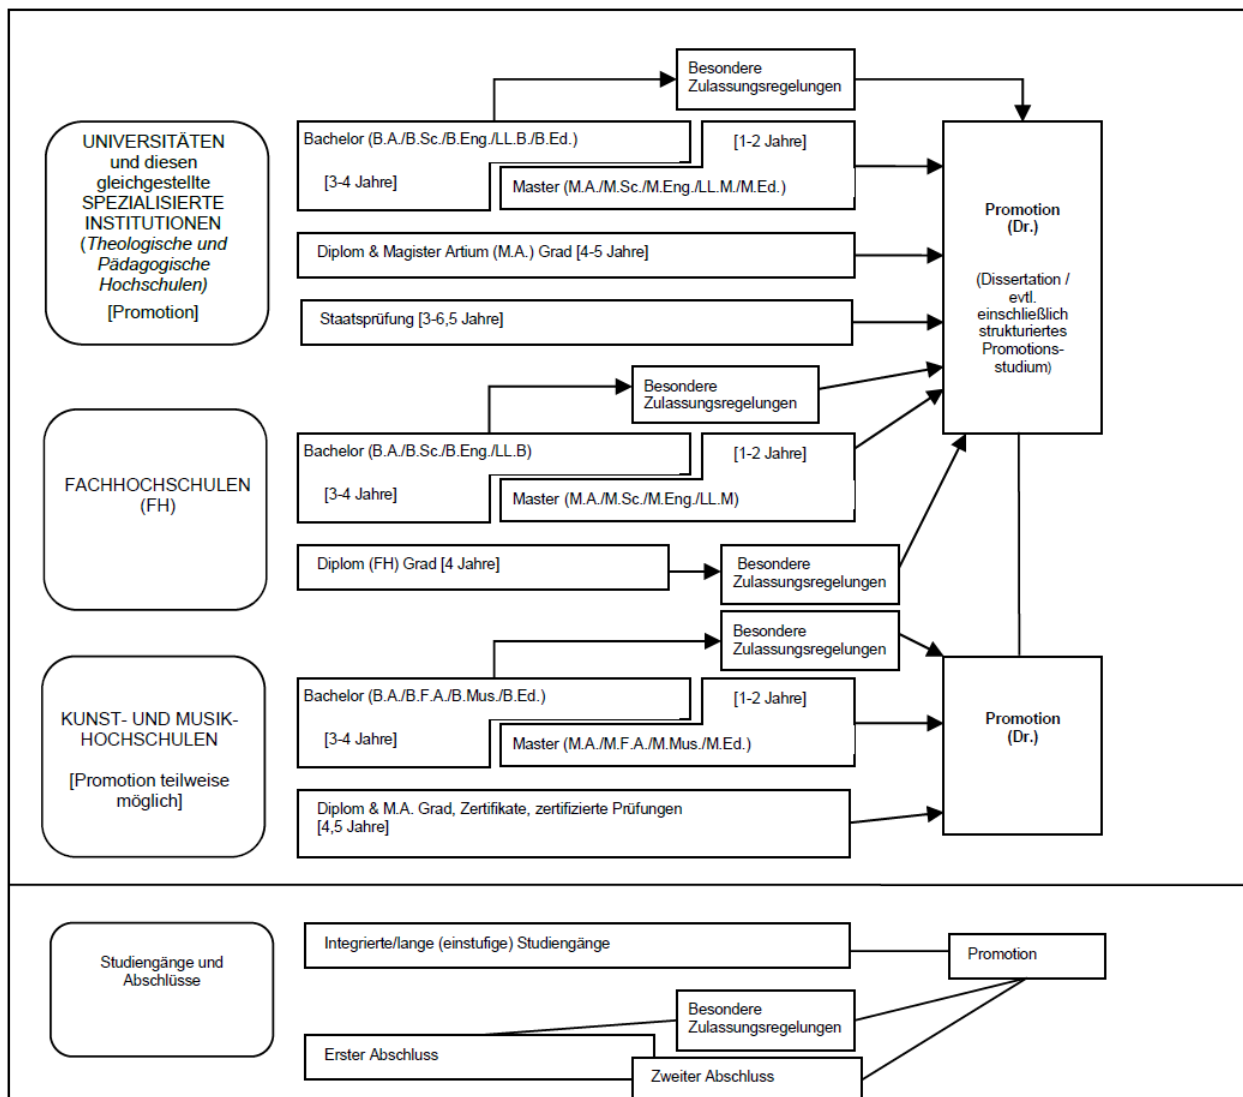 Besondere
Zulassungsregelungen
UNIVERSITÄTEN
und diesen
gleichgestellte
SPEZIALISIERTE
INSTITUTIONEN
(Theologische und
Pädagogische
Hochschulen)
[Promotion]
Bachelor (B.A./B.Sc./B.Eng./LL.B./B.Ed.)
[1-2 Jahre]
[3-4 Jahre]
Master (M.A./M.Sc./M.Eng./LL.M./M.Ed.)
Diplom & Magister Artium (M.A.) Grad [4-5 Jahre]
Staatsprüfung [3-6,5 Jahre]
Promotion
(Dr.)
(Dissertation /
evtl.
einschließlich
strukturiertes
Promotions-
studium)
Besondere
Zulassungsregelungen
FACHHOCHSCHULEN
(FH)
Bachelor (B.A./B.Sc./B.Eng./LL.B)
[1-2 Jahre]
[3-4 Jahre]
Master (M.A./M.Sc./M.Eng./LL.M)
Diplom (FH) Grad [4 Jahre]
Besondere
Zulassungsregelungen
Besondere
Zulassungsregelungen
KUNST- UND MUSIK-
HOCHSCHULEN
[Promotion teilweise
möglich]
Bachelor (B.A./B.F.A./B.Mus./B.Ed.)
[1-2 Jahre]
[3-4 Jahre]
Master (M.A./M.F.A./M.Mus./M.Ed.)
Diplom & M.A. Grad, Zertifikate, zertifizierte Prüfungen
[4,5 Jahre]
Promotion
(Dr.)
Studiengänge und
Abschlüsse
Integrierte/lange (einstufige) Studiengänge
Promotion
Besondere
Zulassungsregelungen
Erster Abschluss
Zweiter Abschluss